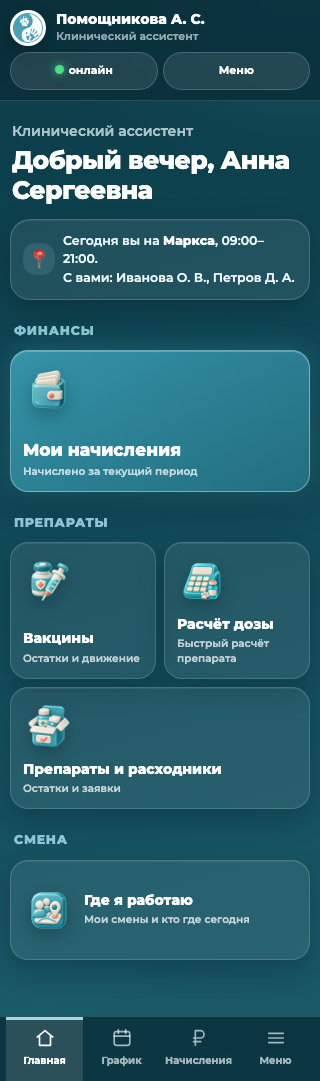 Помощникова А. С.
Клинический ассистент
онлайн
Меню
Клинический ассистент
Добрый вечер, Анна
Сергеевна
Сегодня вы на Маркса, 09:00–
21:00.
С вами: Иванова О. В., Петров Д. А.
ФИНАНСЫ
Мои начисления
Начислено за текущий период
ПРЕПАРАТЫ
Вакцины
Остатки и движение
Расчёт дозы
Быстрый расчёт
препарата
Препараты и расходники
Остатки и заявки
СМЕНА
Где я работаю
Мои смены и кто где сегодня
Главная
График
Начисления
Меню